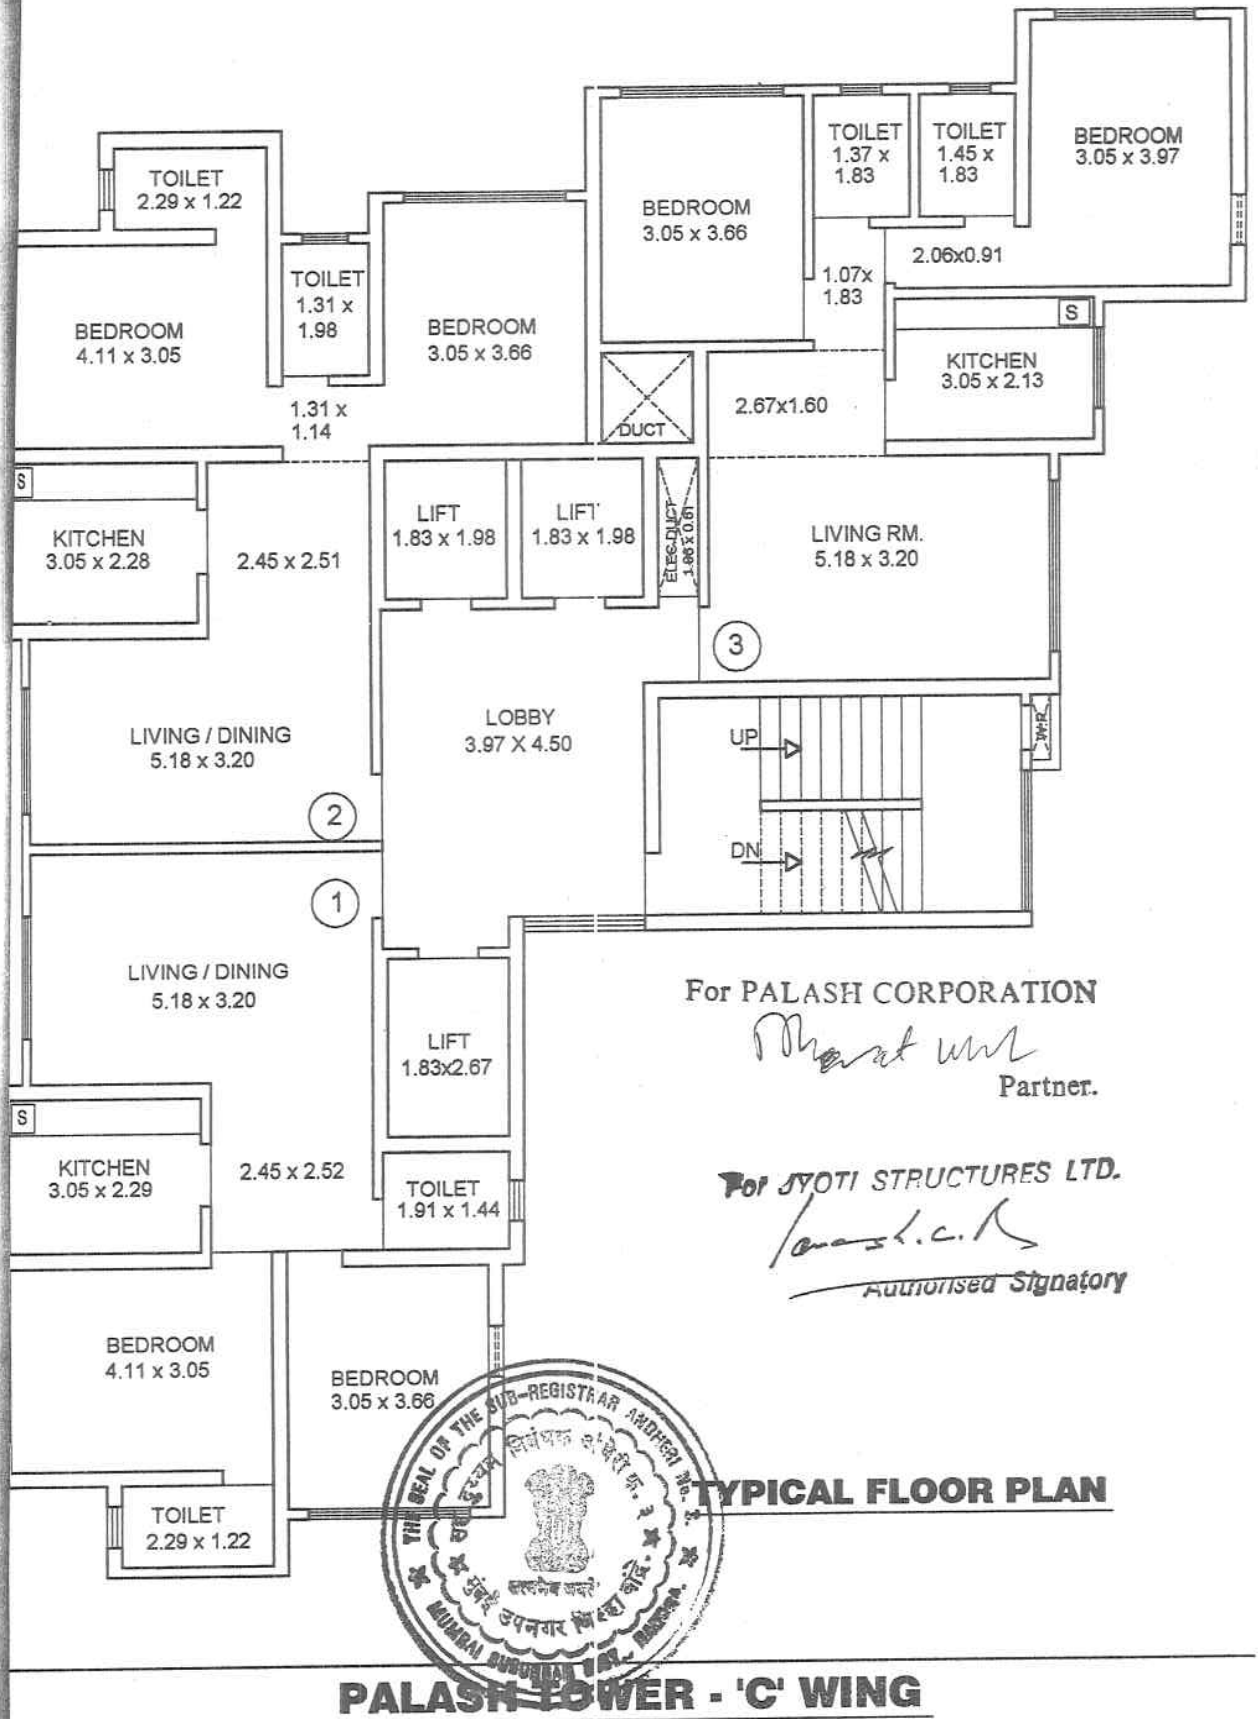 BEDROOM
3.05 x 3.97
TOILET
1.37 x
1.83
TOILET
1.45 x
1.83
BEDROOM
3.05 x 3.66
2.06x0.91
1.07x
1.83
S
KITCHEN
3.05 x 2.13
2.67x1.60
DUCT
TOILET
2.29 x 1.22
TOILET
1.31 x
1.98
BEDROOM
4.11 x 3.05
BEDROOM
3.05 x 3.66
1.31 x
1.14
S
KITCHEN
3.05 x 2.28
2.45 x 2.51
LIFT
1.83 x 1.98
LIFT
1.83 x 1.98
ELEC.DUCT
LIVING RM.
5.18 x 3.20
3
LIVING / DINING
5.18 x 3.20
2
LOBBY
3.97 X 4.50
UP
DN
1
LIVING / DINING
5.18 x 3.20
LIFT
1.83x2.67
S
KITCHEN
3.05 x 2.29
2.45 x 2.52
TOILET
1.91 x 1.44
BEDROOM
4.11 x 3.05
BEDROOM
3.05 x 3.66
TOILET
2.29 x 1.22
For PALASH CORPORATION
Partner.
For JYOTI STRUCTURES LTD.
Authorised Signatory
THE SEAL OF THE SUB-REGISTRAR ANDHERI No.
MUMBAI SUBURBAN
TYPICAL FLOOR PLAN
PALASH TOWER - 'C' WING